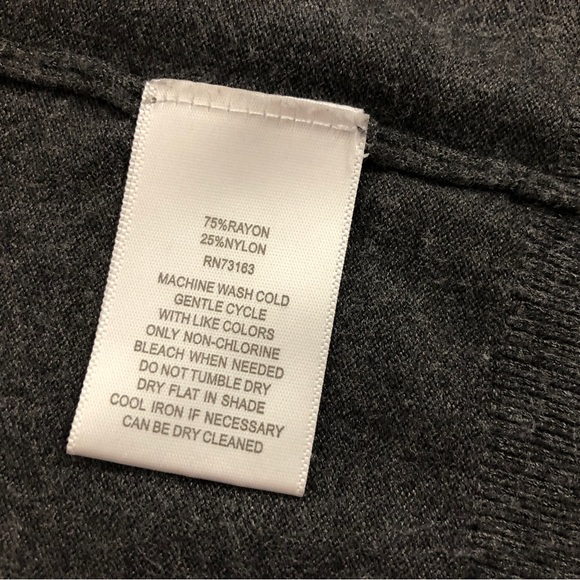 75%RAYON
25%NYLON
RN73163
MACHINE WASH COLD
GENTLE CYCLE
WITH LIKE COLORS
ONLY NON-CHLORINE
BLEACH WHEN NEEDED
DO NOT TUMBLE DRY
DRY FLAT IN SHADE
COOL IRON IF NECESSARY
CAN BE DRY CLEANED